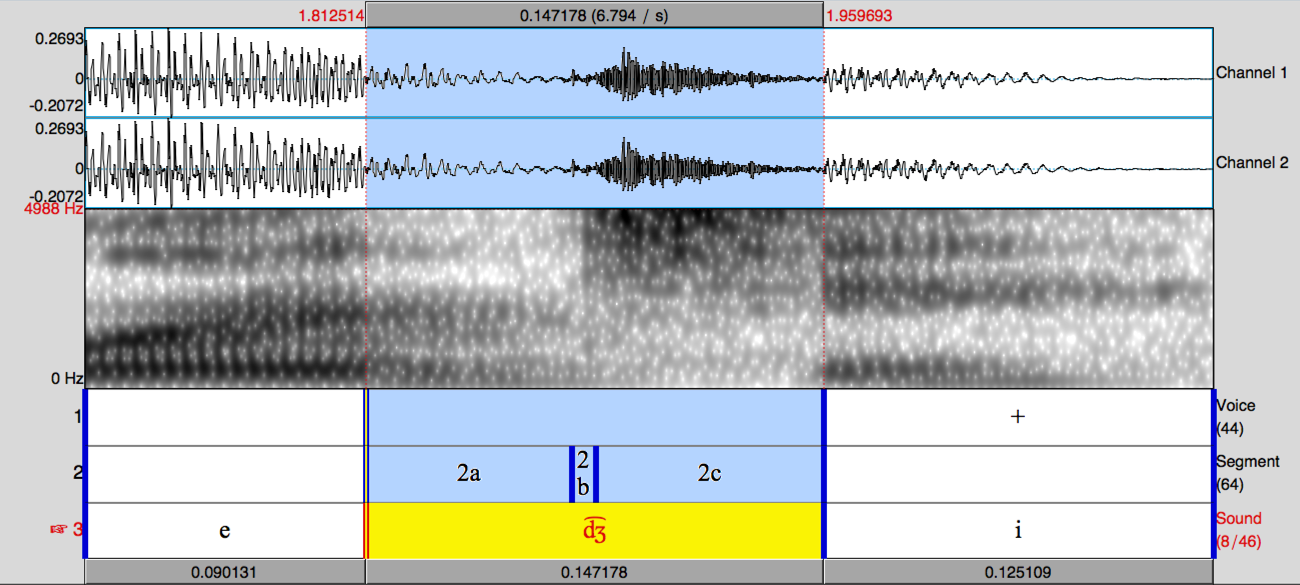 1.812514 0.147178 (6.794 / s) 1.959693
0.2693
0 Channel 1
-0.2072
0.2693
0 Channel 2
-0.2072
4988 Hz
0 Hz
1 + Voice
(44)
2 2a 2 b 2c Segment
(64)
☞ 3 e d͡ʒ i Sound
(8/46)
0.090131 0.147178 0.125109